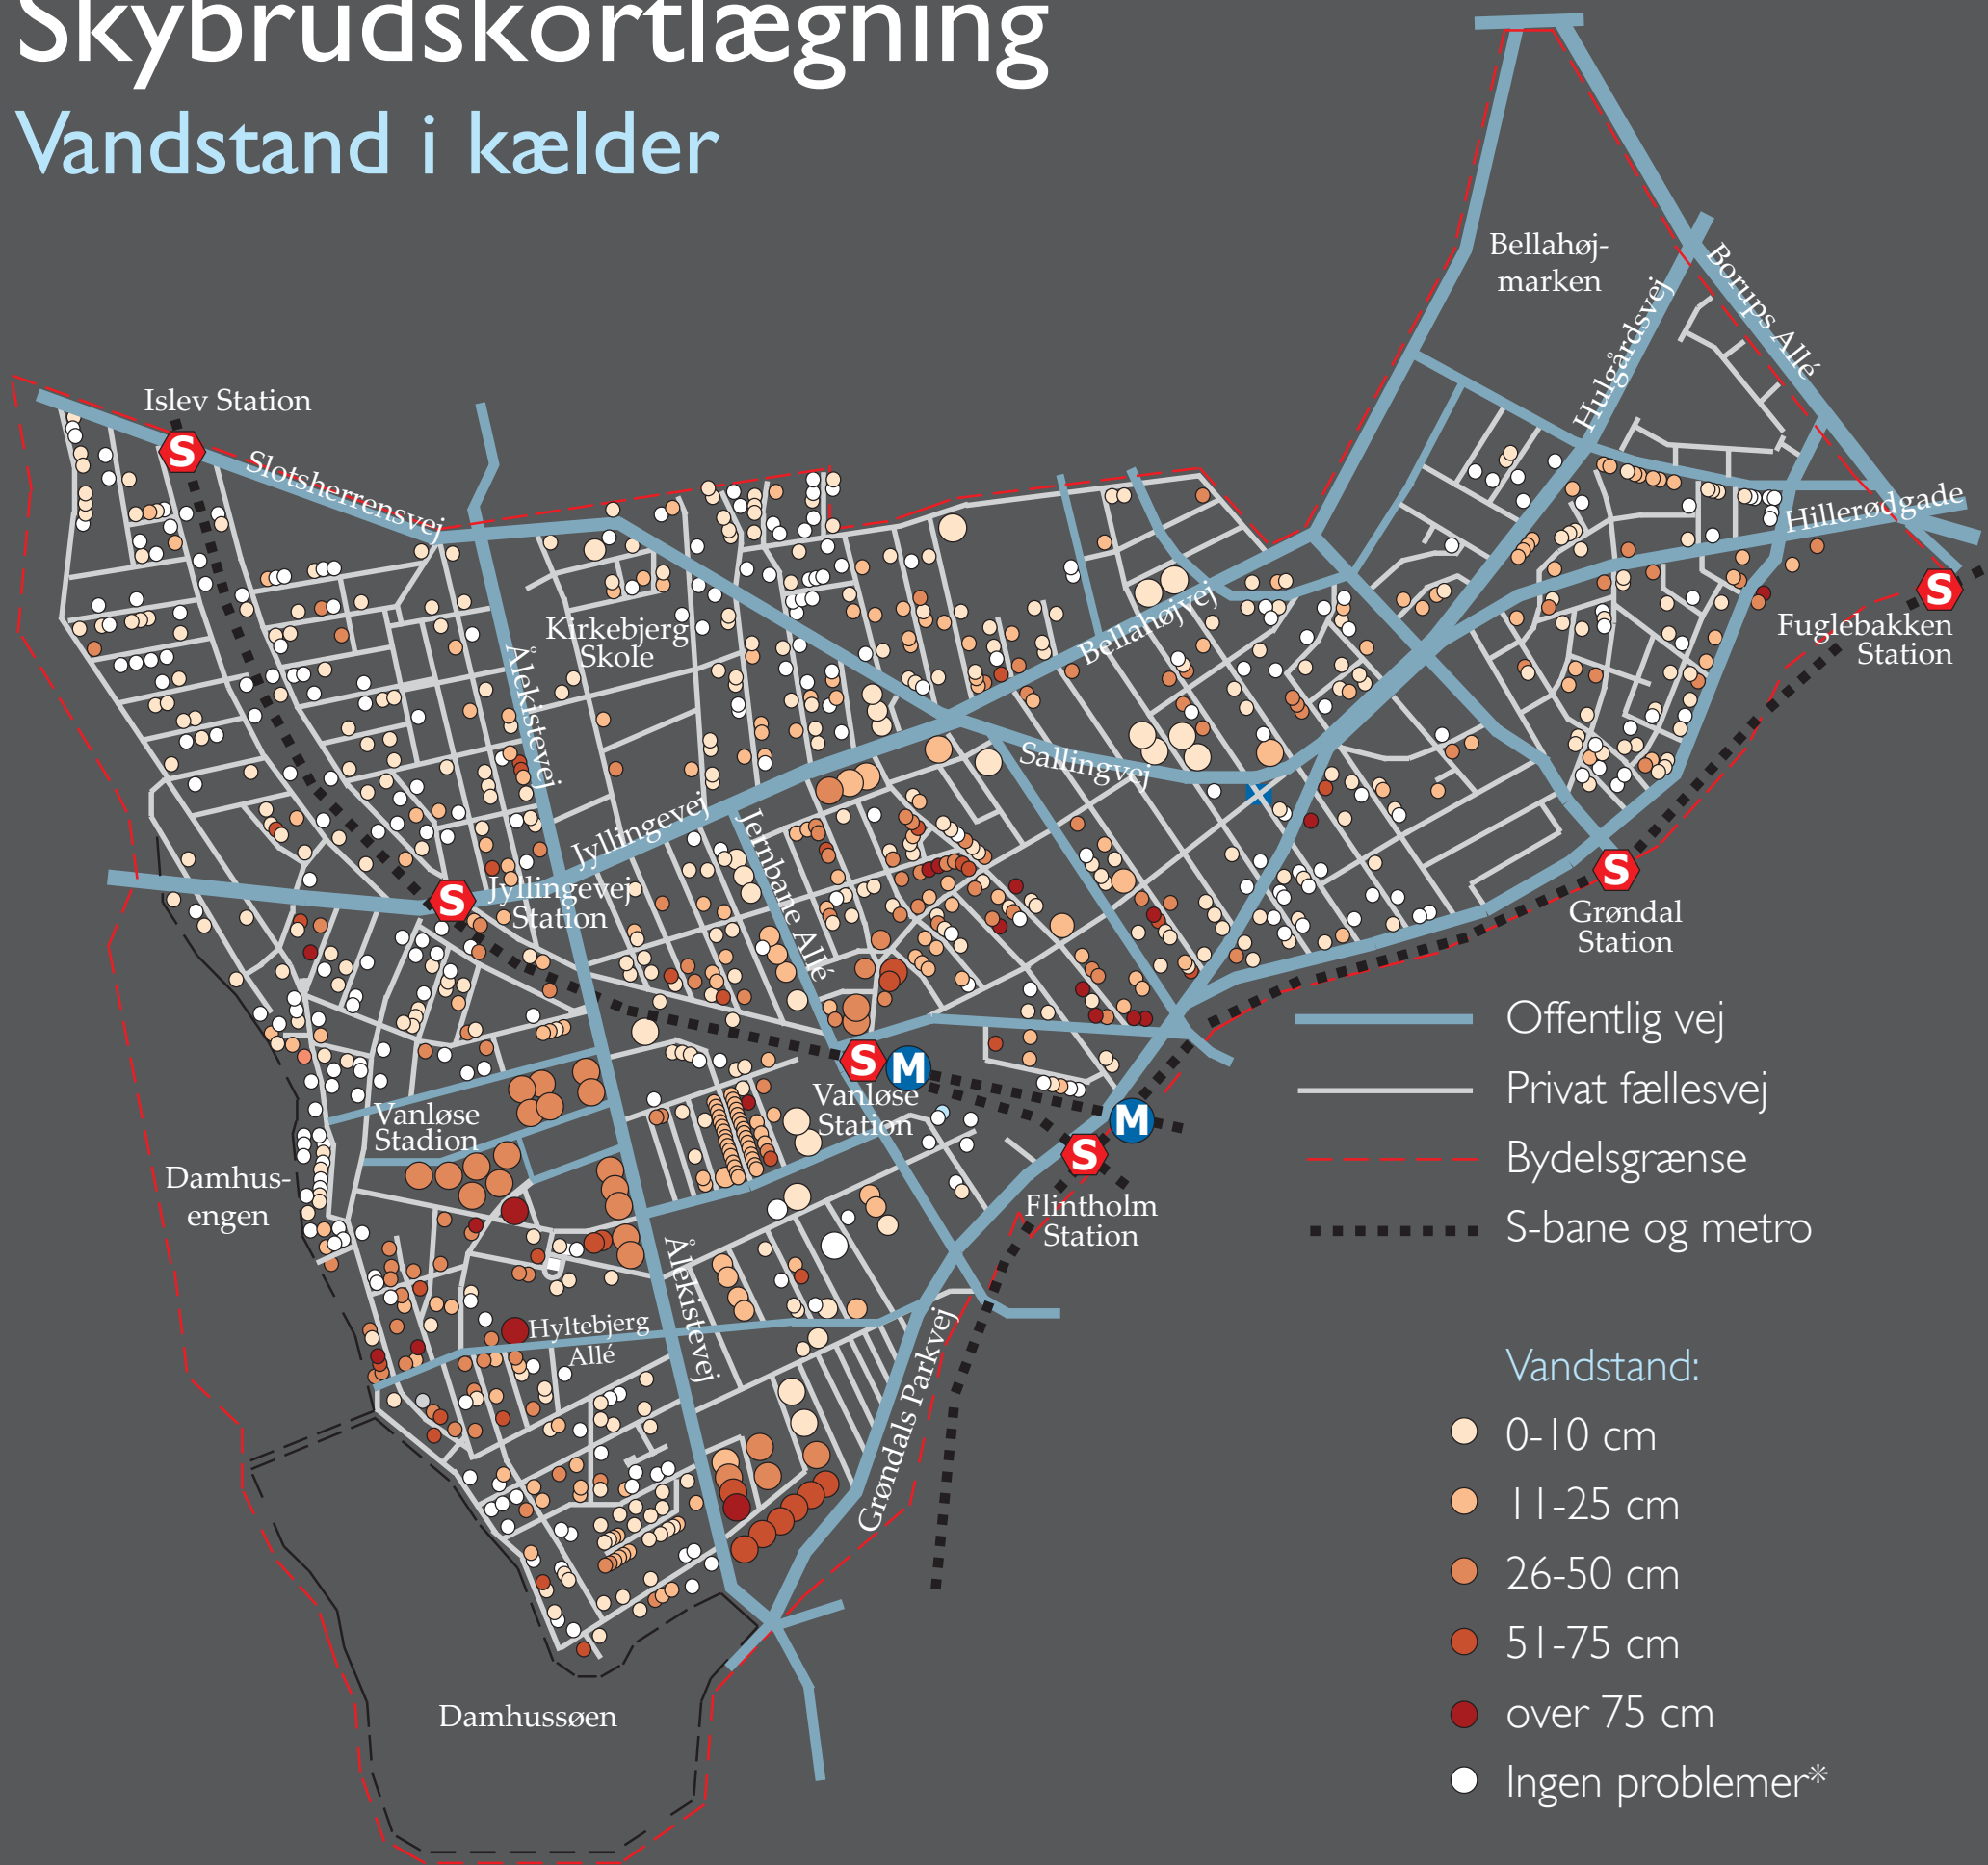 Skybrudskortlægning
Vandstand i kælder
Bellahøj-
marken
Hulgårdsvej
Borups Allé
Islev Station
S
Slotsherrensvej
Hillerødgade
S
Fuglebakken
Station
Kirkebjerg
Skole
Ålekistevej
Bellahøjvej
Sallingvej
Jyllingevej
Jernbane Allé
S
Jyllingevej
Station
S
Grøndal
Station
S
M
Vanløse
Station
M
S
Flintholm
Station
Vanløse
Stadion
Damhus-
engen
Ålekistevej
Hyltebjerg
Allé
Grøndals Parkvej
Damhussøen
Offentlig vej
Privat fællesvej
Bydelsgrænse
S-bane og metro
Vandstand:
0-10 cm
11-25 cm
26-50 cm
51-75 cm
over 75 cm
Ingen problemer*